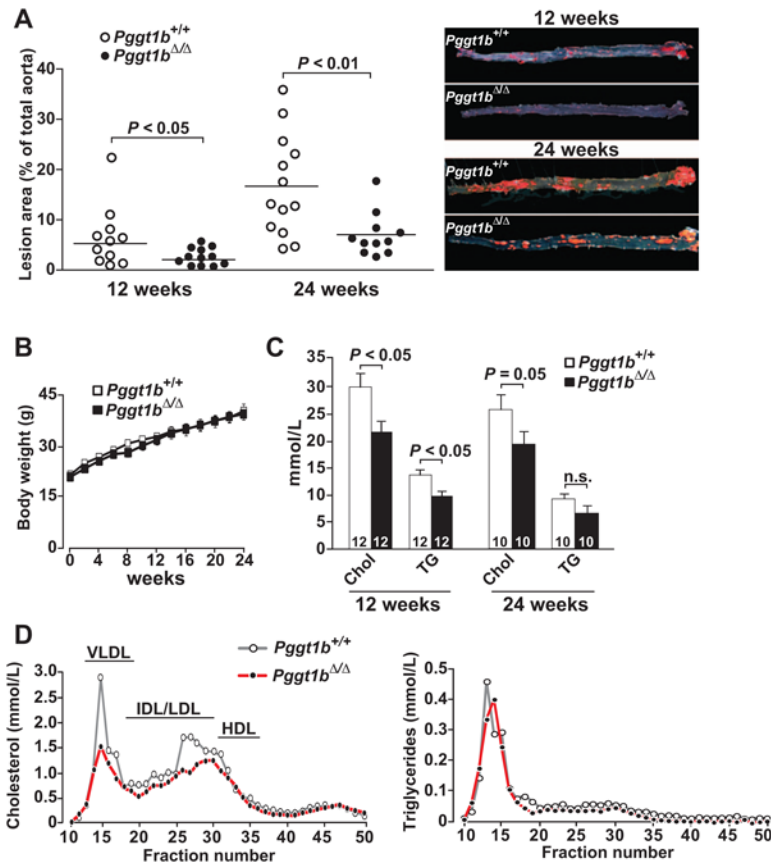 A
Pggt1b+/+
Pggt1bΔ/Δ
Lesion area (% of total aorta)
40
30
20
10
0
P < 0.05
P < 0.01
12 weeks
24 weeks
12 weeks
Pggt1b+/+
Pggt1bΔ/Δ
24 weeks
Pggt1b+/+
Pggt1bΔ/Δ
B
Pggt1b+/+
Pggt1bΔ/Δ
Body weight (g)
45
30
15
0
0 4 8 12 16 20 24
weeks
C
Pggt1b+/+
Pggt1bΔ/Δ
mmol/L
35
30
25
20
15
10
5
0
P < 0.05
P < 0.05
P = 0.05
n.s.
12 12 12 12 10 10 10 10
Chol TG Chol TG
12 weeks 24 weeks
D
Pggt1b+/+
Pggt1bΔ/Δ
VLDL
IDL/LDL
HDL
Cholesterol (mmol/L)
3.0
2.5
2.0
1.5
1.0
0.5
0
10 15 20 25 30 35 40 45 50
Fraction number
Triglycerides (mmol/L)
0.5
0.4
0.3
0.2
0.1
0
10 15 20 25 30 35 40 45 50
Fraction number